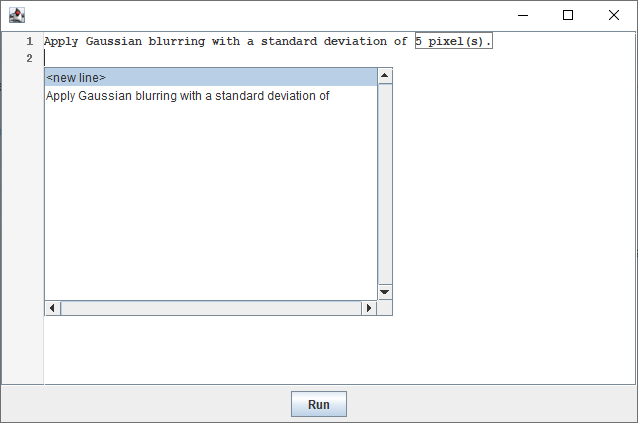 1 Apply Gaussian blurring with a standard deviation of 5 pixel(s).
2
<new line>
Apply Gaussian blurring with a standard deviation of
Run